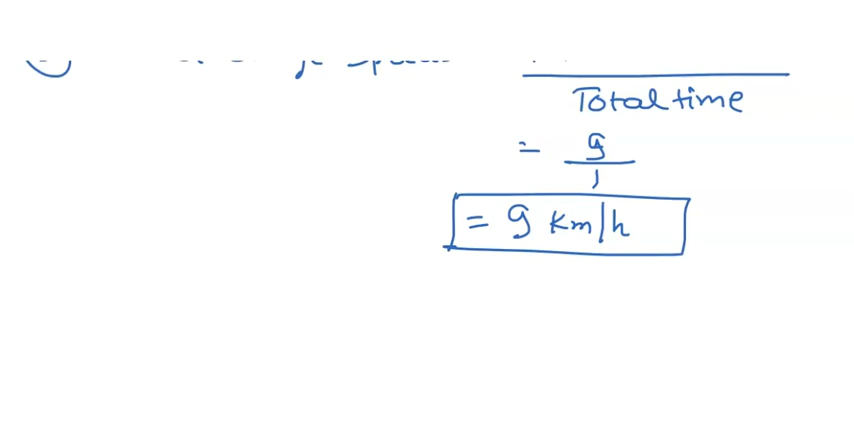 Total time
= 9
1
= 9 km/h